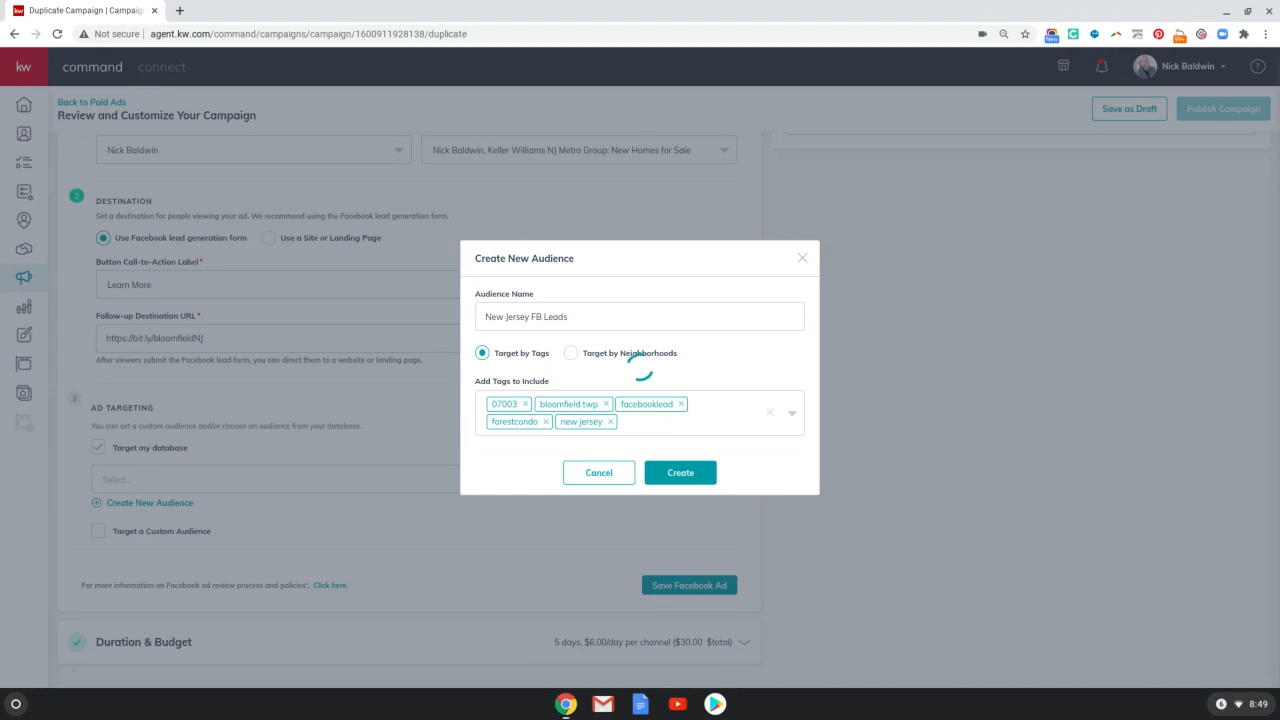 Duplicate Campaign | Campaig
Not secure | agent.kw.com/command/campaigns/campaign/1600911928138/duplicate
New
99+
kw command connect Nick Baldwin
Back to Paid Ads
Review and Customize Your Campaign
Save as Draft Publish Campaign
Nick Baldwin Nick Baldwin, Keller Williams NJ Metro Group: New Homes for Sale
2 DESTINATION
Set a destination for people viewing your ad. We recommend using the Facebook lead generation form.
Use Facebook lead generation form Use a Site or Landing Page
Button Call-to-Action Label*
Learn More
Follow-up Destination URL*
https://bit.ly/bloomfieldNJ
After viewers submit the Facebook lead form, you can direct them to a website or landing page.
3 AD TARGETING
You can set a custom audience and/or choose an audience from your database.
Target my database
Select...
Create New Audience
Target a Custom Audience
For more information on Facebook ad review process and policies', Click here.
Save Facebook Ad
Duration & Budget 5 days, $6.00/day per channel ($30.00 $total)
Create New Audience
Audience Name
New Jersey FB Leads
Target by Tags Target by Neighborhoods
Add Tags to Include
07003 bloomfield twp facebooklead
forestcondo new jersey
Cancel Create
6 8:49